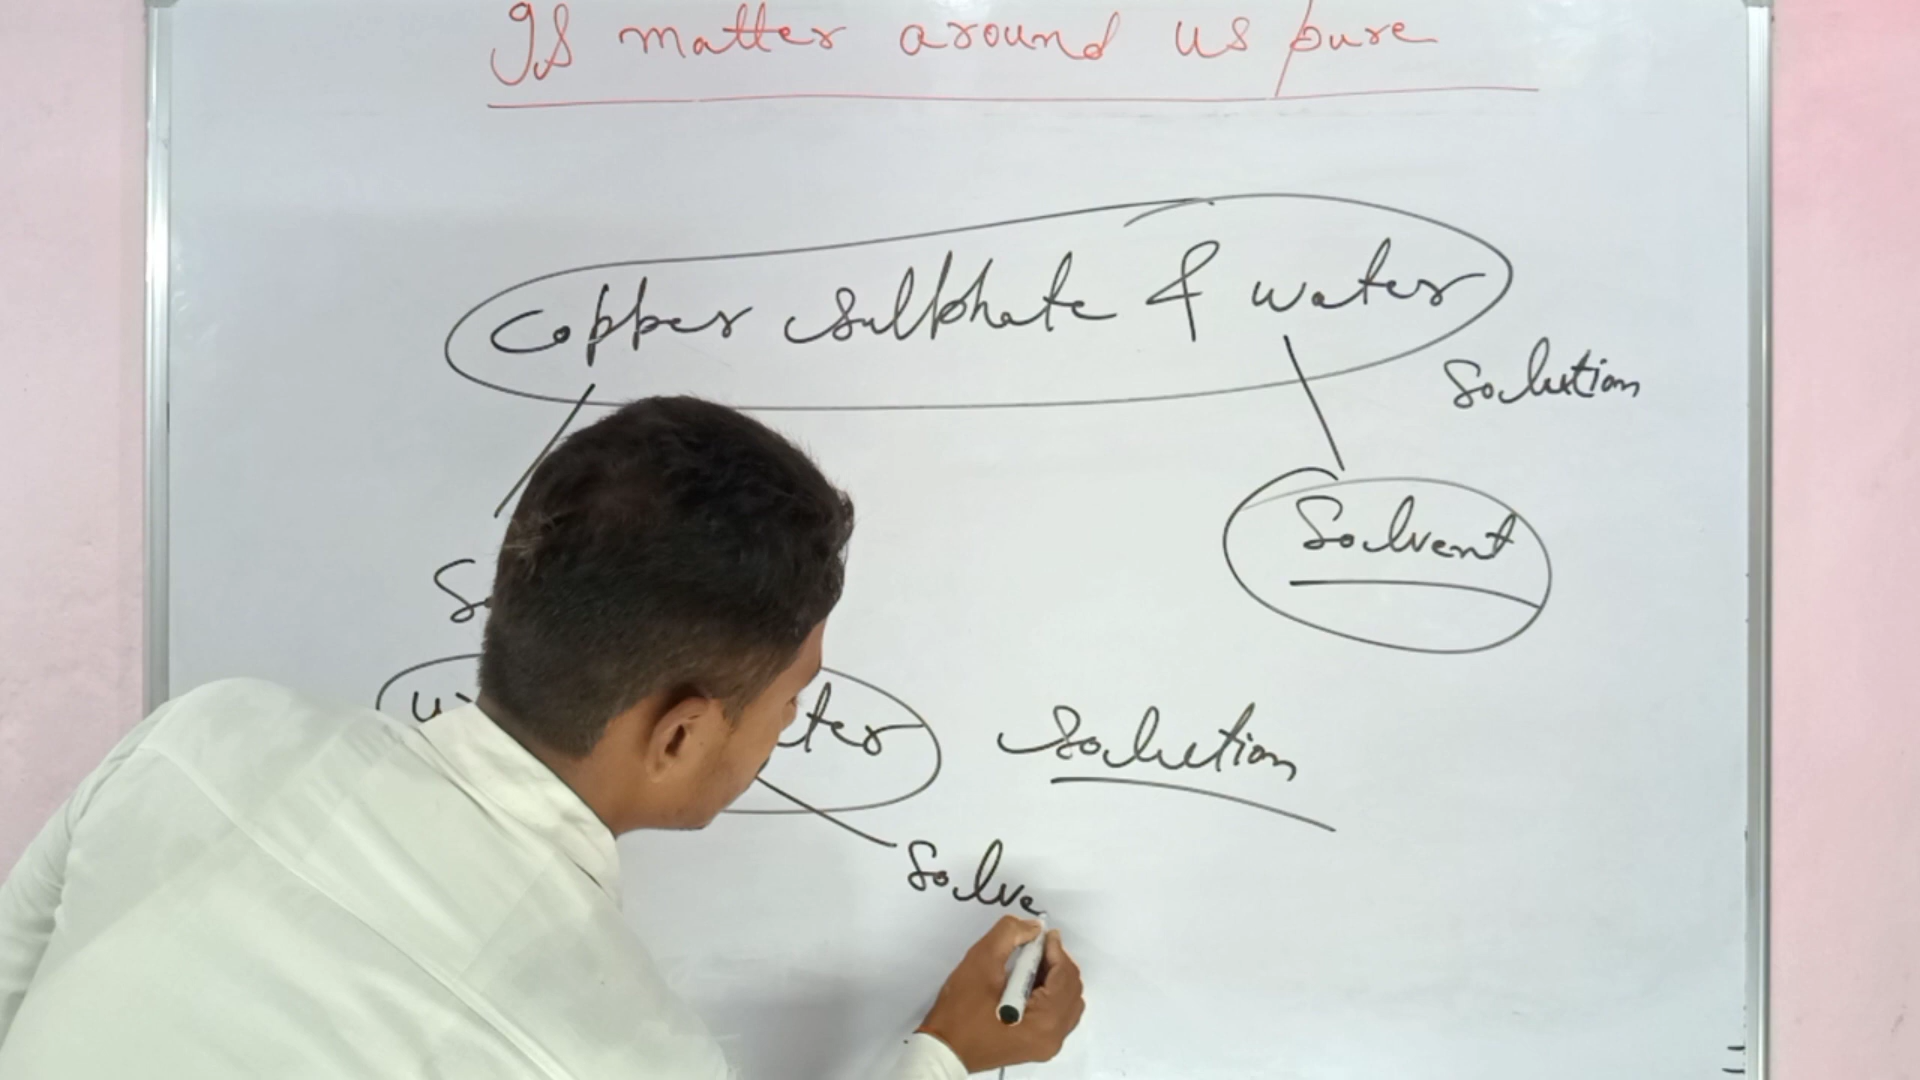 Is matter around us pure
Copper sulphate & water
Solution
Solvent
Solution
Solve